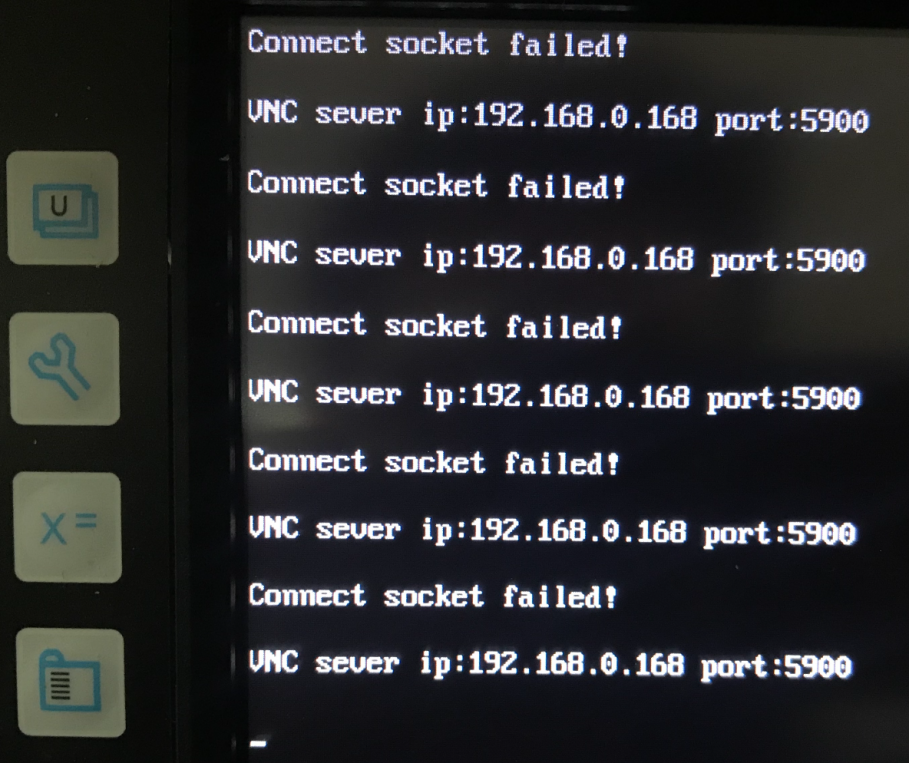 Connect socket failed!
VNC sever ip:192.168.0.168 port:5900
Connect socket failed!
VNC sever ip:192.168.0.168 port:5900
Connect socket failed!
VNC sever ip:192.168.0.168 port:5900
Connect socket failed!
VNC sever ip:192.168.0.168 port:5900
Connect socket failed!
VNC sever ip:192.168.0.168 port:5900
_
U
X=